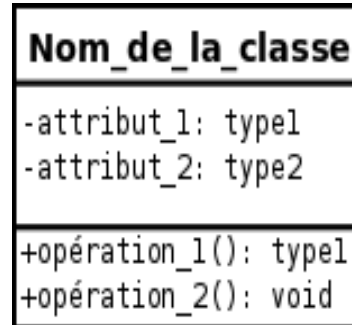 Nom_de_la_classe
-attribut_1: type1
-attribut_2: type2
+opération_1(): type1
+opération_2(): void